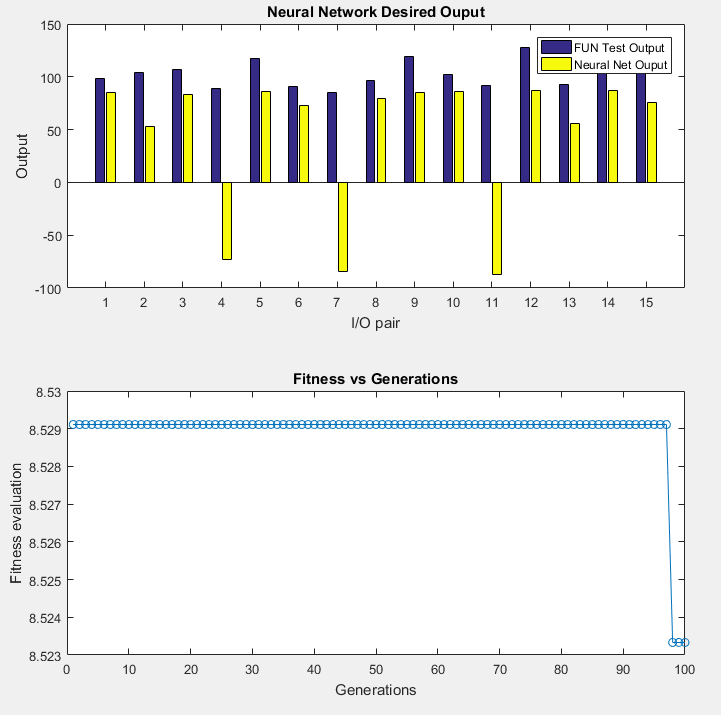 Neural Network Desired Ouput
150
100
50
0
-50
-100
Output
FUN Test Output
Neural Net Ouput
1 2 3 4 5 6 7 8 9 10 11 12 13 14 15
I/O pair
Fitness vs Generations
8.53
8.529
8.528
8.527
8.526
8.525
8.524
8.523
Fitness evaluation
0 10 20 30 40 50 60 70 80 90 100
Generations